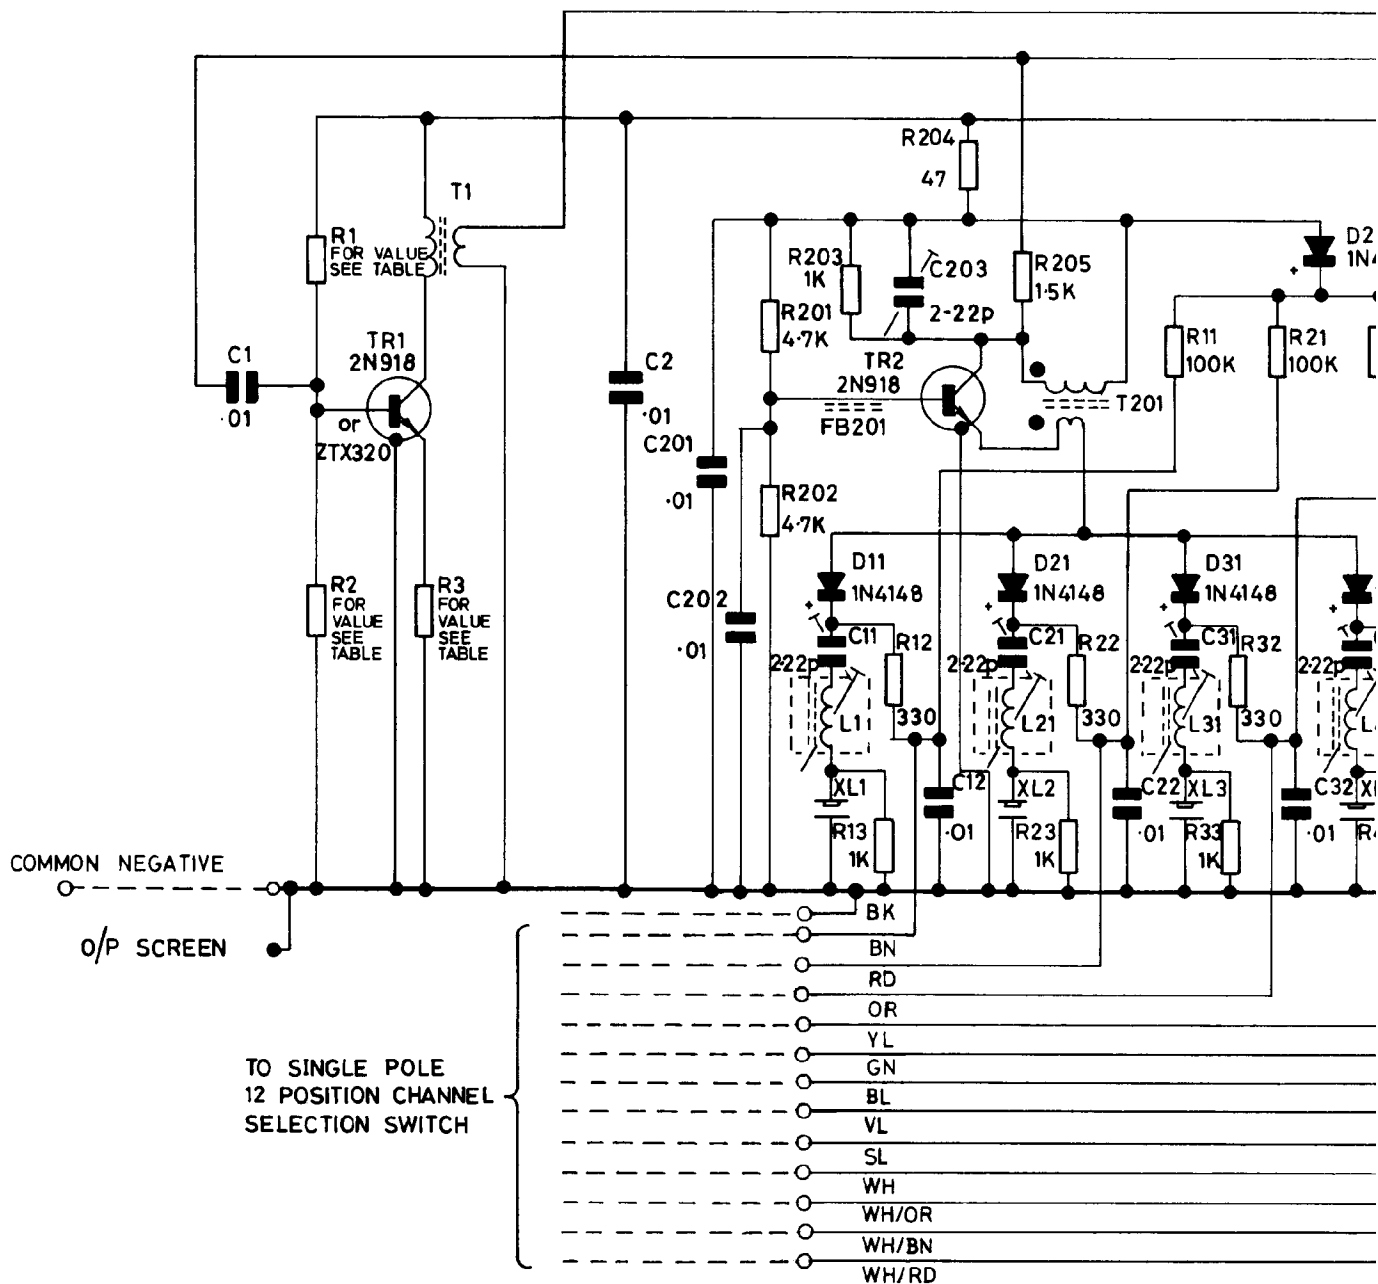 R204
47
T1
R1
FOR VALUE
SEE TABLE
R203
1K
C203
2-22p
R205
1·5K
D2
1N4
R201
4·7K
TR1
2N918
C1
·01
or
ZTX320
C2
·01
TR2
2N918
FB201
T201
R11
100K
R21
100K
C201
·01
R202
4·7K
R2
FOR
VALUE
SEE
TABLE
R3
FOR
VALUE
SEE
TABLE
C202
·01
D11
1N4148
D21
1N4148
D31
1N4148
+
+
+
+
+
C11
R12
C21
R22
C31
R32
2·22p
2·22p
2·22p
2·22p
L1
330
L21
330
L31
330
XL1
C12
XL2
C22
XL3
C32
R13
·01
R23
·01
R33
·01
1K
1K
1K
COMMON NEGATIVE
O/P SCREEN
BK
BN
RD
OR
YL
GN
BL
VL
SL
WH
WH/OR
WH/BN
WH/RD
TO SINGLE POLE
12 POSITION CHANNEL
SELECTION SWITCH